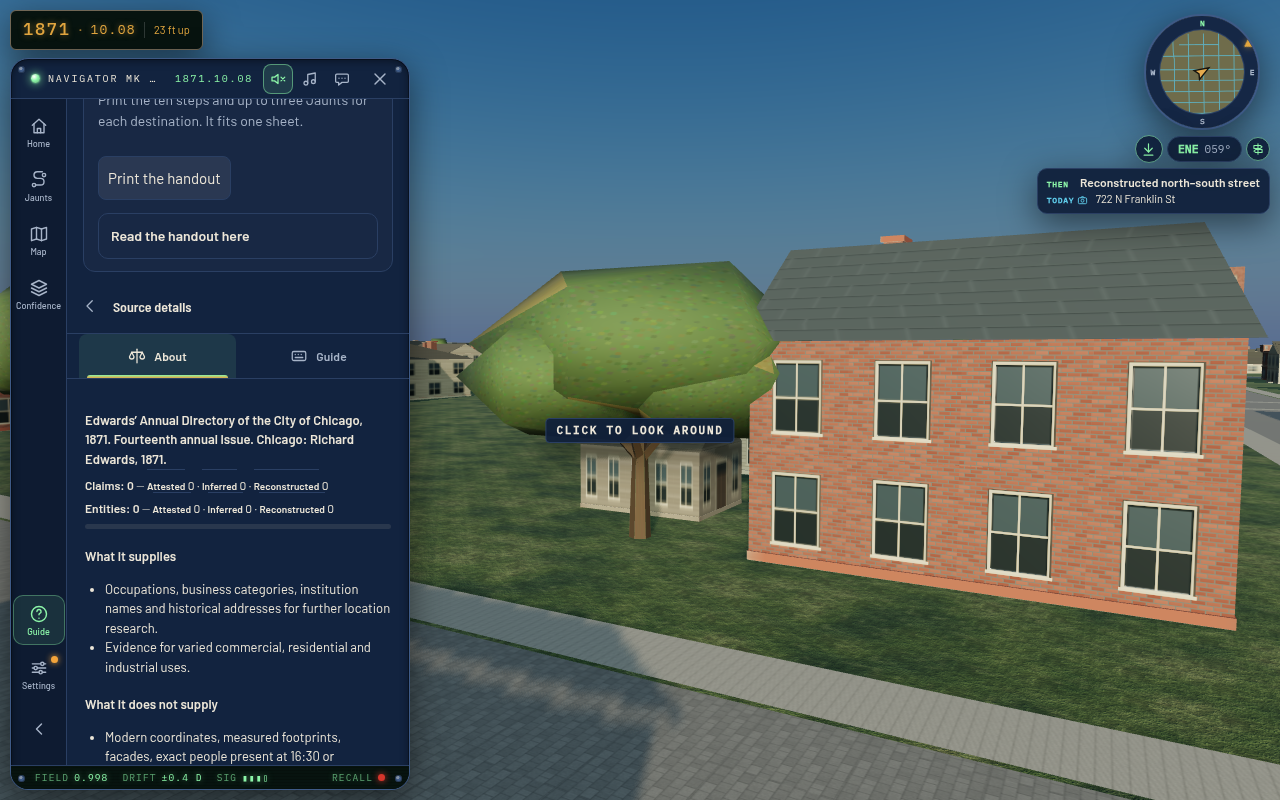 1871 · 10.08 23 ft up
NAVIGATOR MK … 1871.10.08
Home
Jaunts
Map
Confidence
Guide
Settings
Print the ten steps and up to three Jaunts for
each destination. It fits one sheet.
Print the handout
Read the handout here
Source details
About
Guide
Edwards' Annual Directory of the City of Chicago,
1871. Fourteenth annual issue. Chicago: Richard
Edwards, 1871.
Claims: 0 — Attested 0 · Inferred 0 · Reconstructed 0
Entities: 0 — Attested 0 · Inferred 0 · Reconstructed 0
What it supplies
• Occupations, business categories, institution
names and historical addresses for further location
research.
• Evidence for varied commercial, residential and
industrial uses.
What it does not supply
• Modern coordinates, measured footprints,
facades, exact people present at 16:30 or
FIELD 0.998 DRIFT ±0.4 D SIG RECALL
CLICK TO LOOK AROUND
N
W
E
S
ENE 059°
THEN Reconstructed north–south street
TODAY 722 N Franklin St